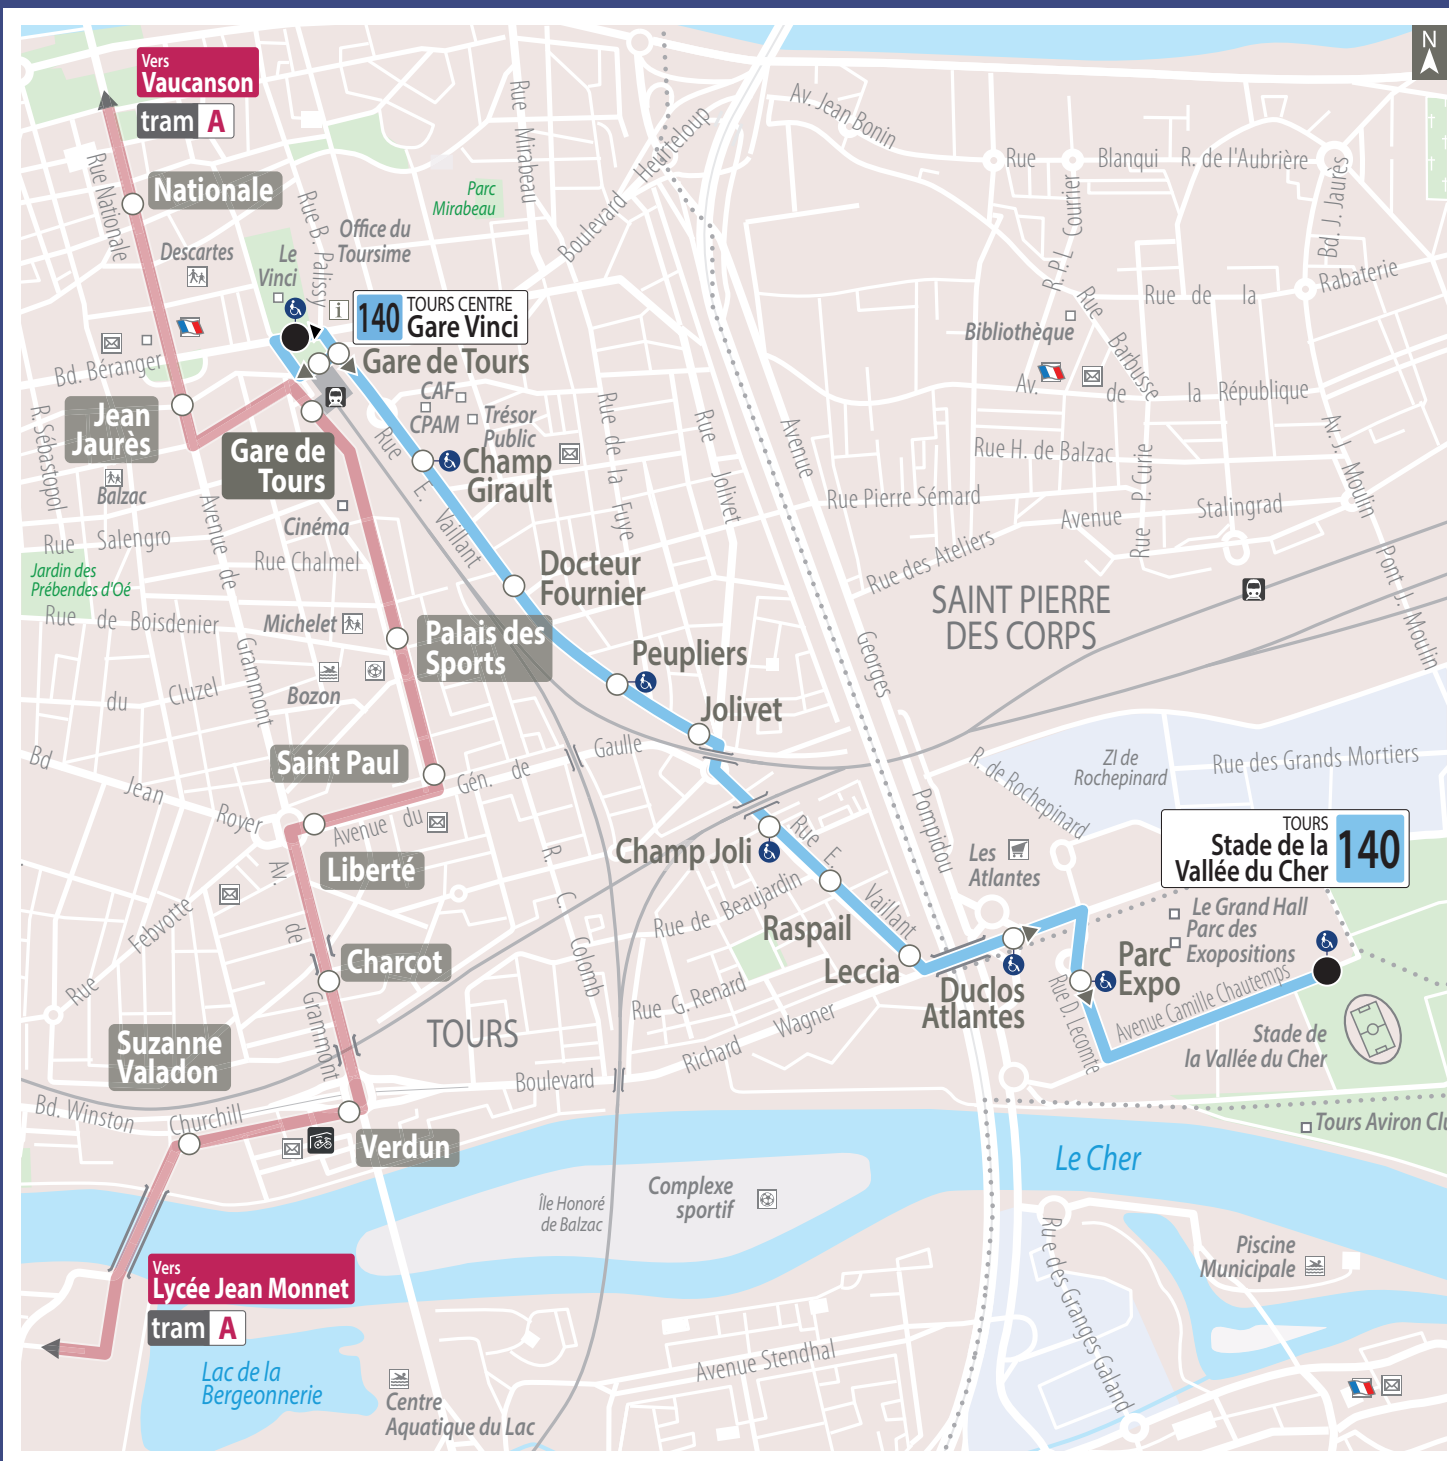 N
Vers
Vaucanson
tram A
Rue Nationale
Nationale
Rue Mirabeau
Parc
Mirabeau
Boulevard Heurteloup
Av. Jean Bonin
Rue Blanqui
R. de l'Aubrière
Bd. J. Jaurès
R. P.L Courrier
Rue de la Rabaterie
Rue B. Palissy
Office du
Toursime
Descartes
Le
Vinci
i
140 TOURS CENTRE
Gare Vinci
Gare de Tours
Bd. Béranger
R. Sébastopol
Jean
Jaurès
Gare de
Tours
CAF
CPAM
Trésor
Public
Champ
Girault
Rue E. Vaillant
Rue de la Fuye
Rue Jolivet
Avenue Georges Pompidou
Bibliothèque
Rue Barbusse
Av. de la République
Rue H. de Balzac
Rue P. Curie
Rue Pierre Sémard
Avenue Stalingrad
Av. J. Moulin
Pont J. Moulin
Rue des Ateliers
Balzac
Cinéma
Rue Salengro
Rue Chalmel
Avenue de Grammont
Jardin des
Prébendes d'Oé
Rue de Boisdenier
Michelet
Docteur
Fournier
SAINT PIERRE
DES CORPS
Palais des
Sports
Peupliers
du Cluzel
Bozon
Jolivet
Saint Paul
Gén. de Gaulle
Avenue du
Bd Jean Royer
R. de Rochepinard
ZI de
Rochepinard
Rue des Grands Mortiers
TOURS
Stade de la
Vallée du Cher 140
Liberté
Champ Joli
Rue E. Vaillant
Les
Atlantes
Rue Febvotte
Av. de Grammont
R. C. Colomb
Rue de Beaujardin
Raspail
Leccia
Le Grand Hall
Parc des
Exopositions
Charcot
Rue G. Renard
Duclos
Atlantes
Parc
Expo
Rue D. Lecomte
Avenue Camille Chautemps
Stade de
la Vallée du Cher
TOURS
Suzanne
Valadon
Boulevard Richard Wagner
Bd. Winston Churchill
Verdun
Tours Aviron Clu
Le Cher
Île Honoré
de Balzac
Complexe
sportif
Rue des Granges Galand
Piscine
Municipale
Vers
Lycée Jean Monnet
tram A
Lac de la
Bergeonnerie
Centre
Aquatique du Lac
Avenue Stendhal